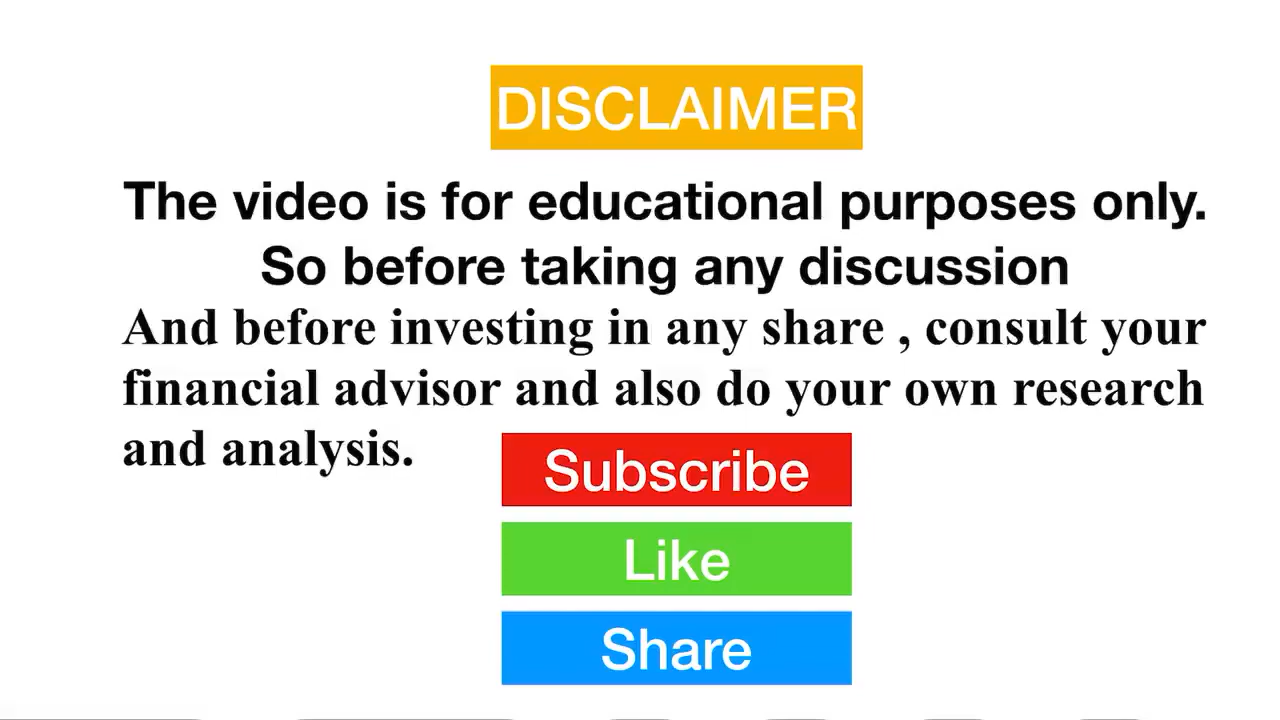 DISCLAIMER
The video is for educational purposes only.
So before taking any discussion
And before investing in any share , consult your
financial advisor and also do your own research
and analysis.
Subscribe
Like
Share